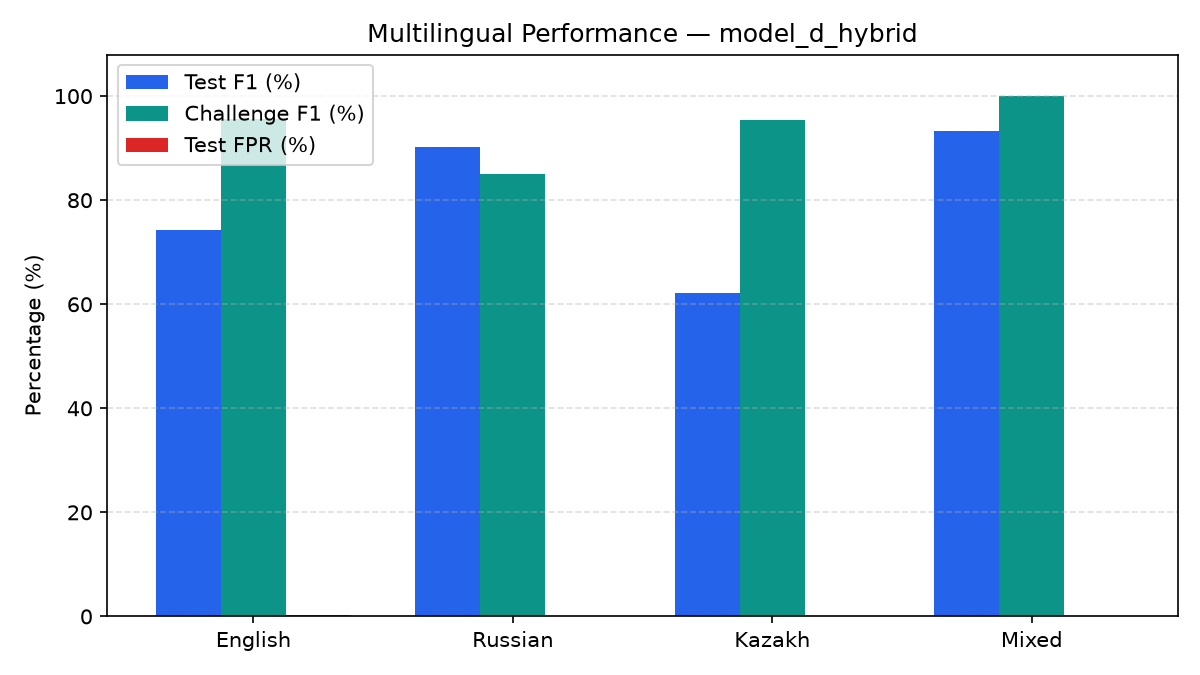 Multilingual Performance — model_d_hybrid
Test F1 (%)
Challenge F1 (%)
Test FPR (%)
Percentage (%)
100
80
60
40
20
0
English
Russian
Kazakh
Mixed